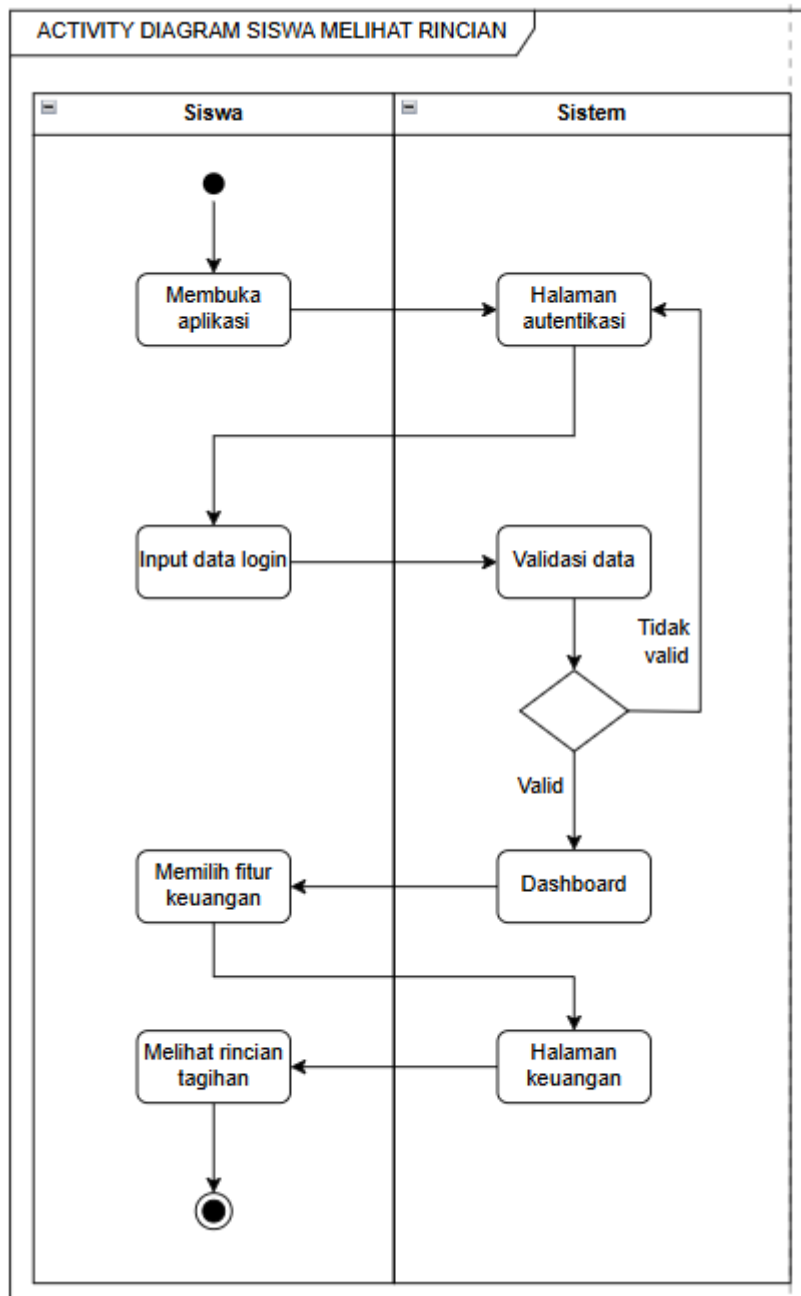 ACTIVITY DIAGRAM SISWA MELIHAT RINCIAN
Siswa
Sistem
Membuka
aplikasi
Halaman
autentikasi
Input data login
Validasi data
Tidak
valid
Valid
Memilih fitur
keuangan
Dashboard
Melihat rincian
tagihan
Halaman
keuangan